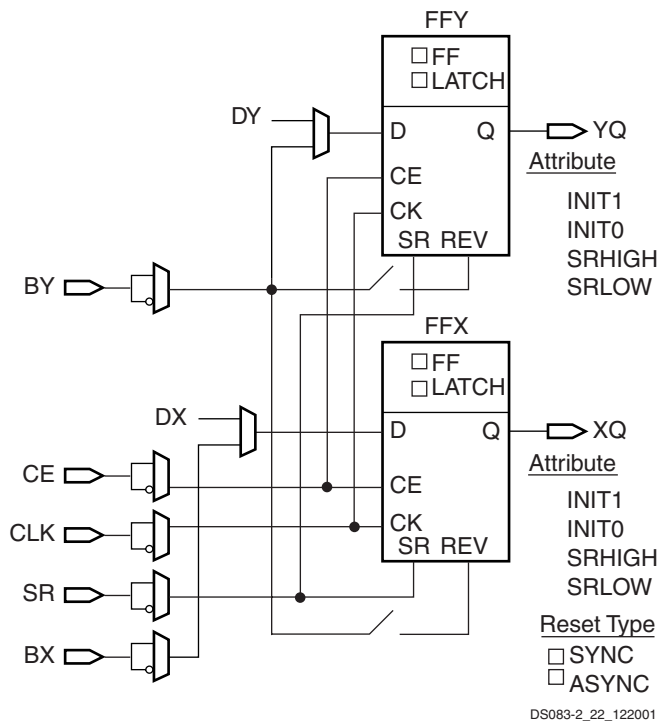 FFY
FF
LATCH
DY
D
Q
YQ
Attribute
CE
CK
INIT1
SR REV
INIT0
SRHIGH
BY
SRLOW
FFX
FF
LATCH
DX
D
Q
XQ
Attribute
CE
CE
INIT1
CLK
CK
INIT0
SR REV
SRHIGH
SR
SRLOW
Reset Type
BX
SYNC
ASYNC
DS083-2_22_122001